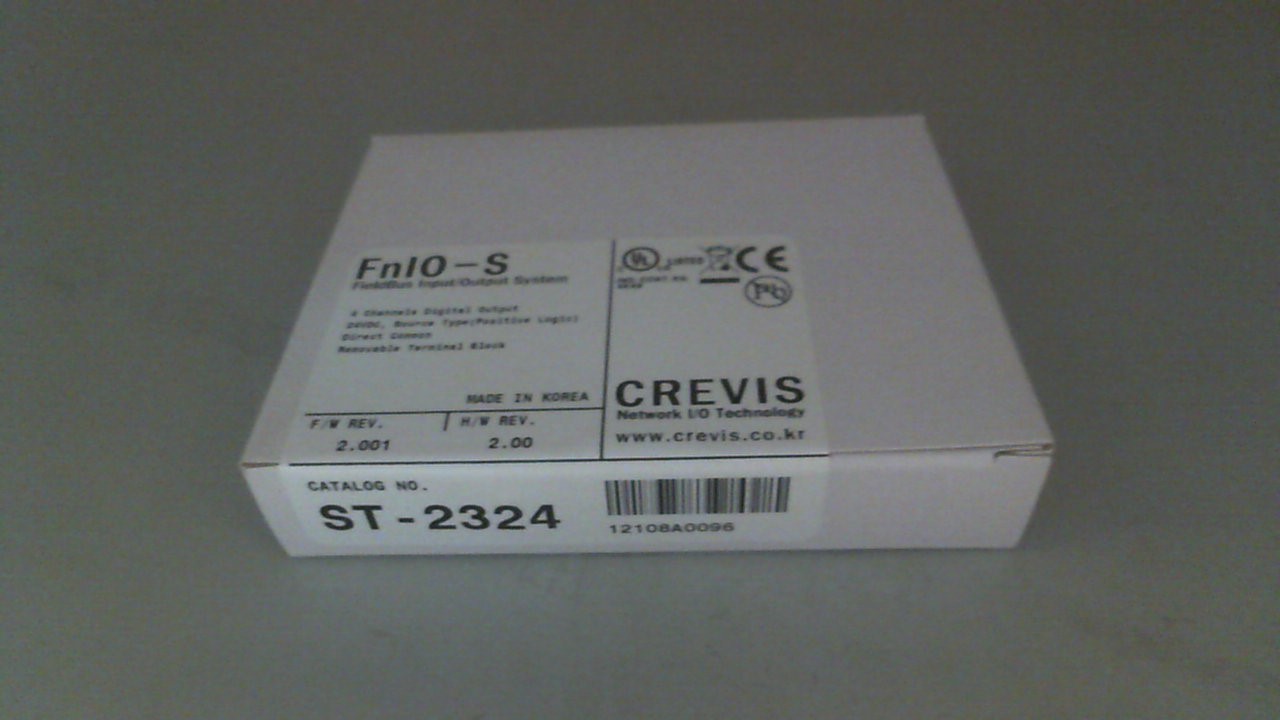 FnIO-S
FieldBus Input/Output System
4 Channels Digital Output
24VDC, Source Type(Positive Logic)
Direct Common
Removable Terminal Block
MADE IN KOREA
F/W REV.
H/W REV.
2.001
2.00
UL
LISTED
CE
CREVIS
Network I/O Technology
www.crevis.co.kr
CATALOG NO.
ST-2324
12108A0096